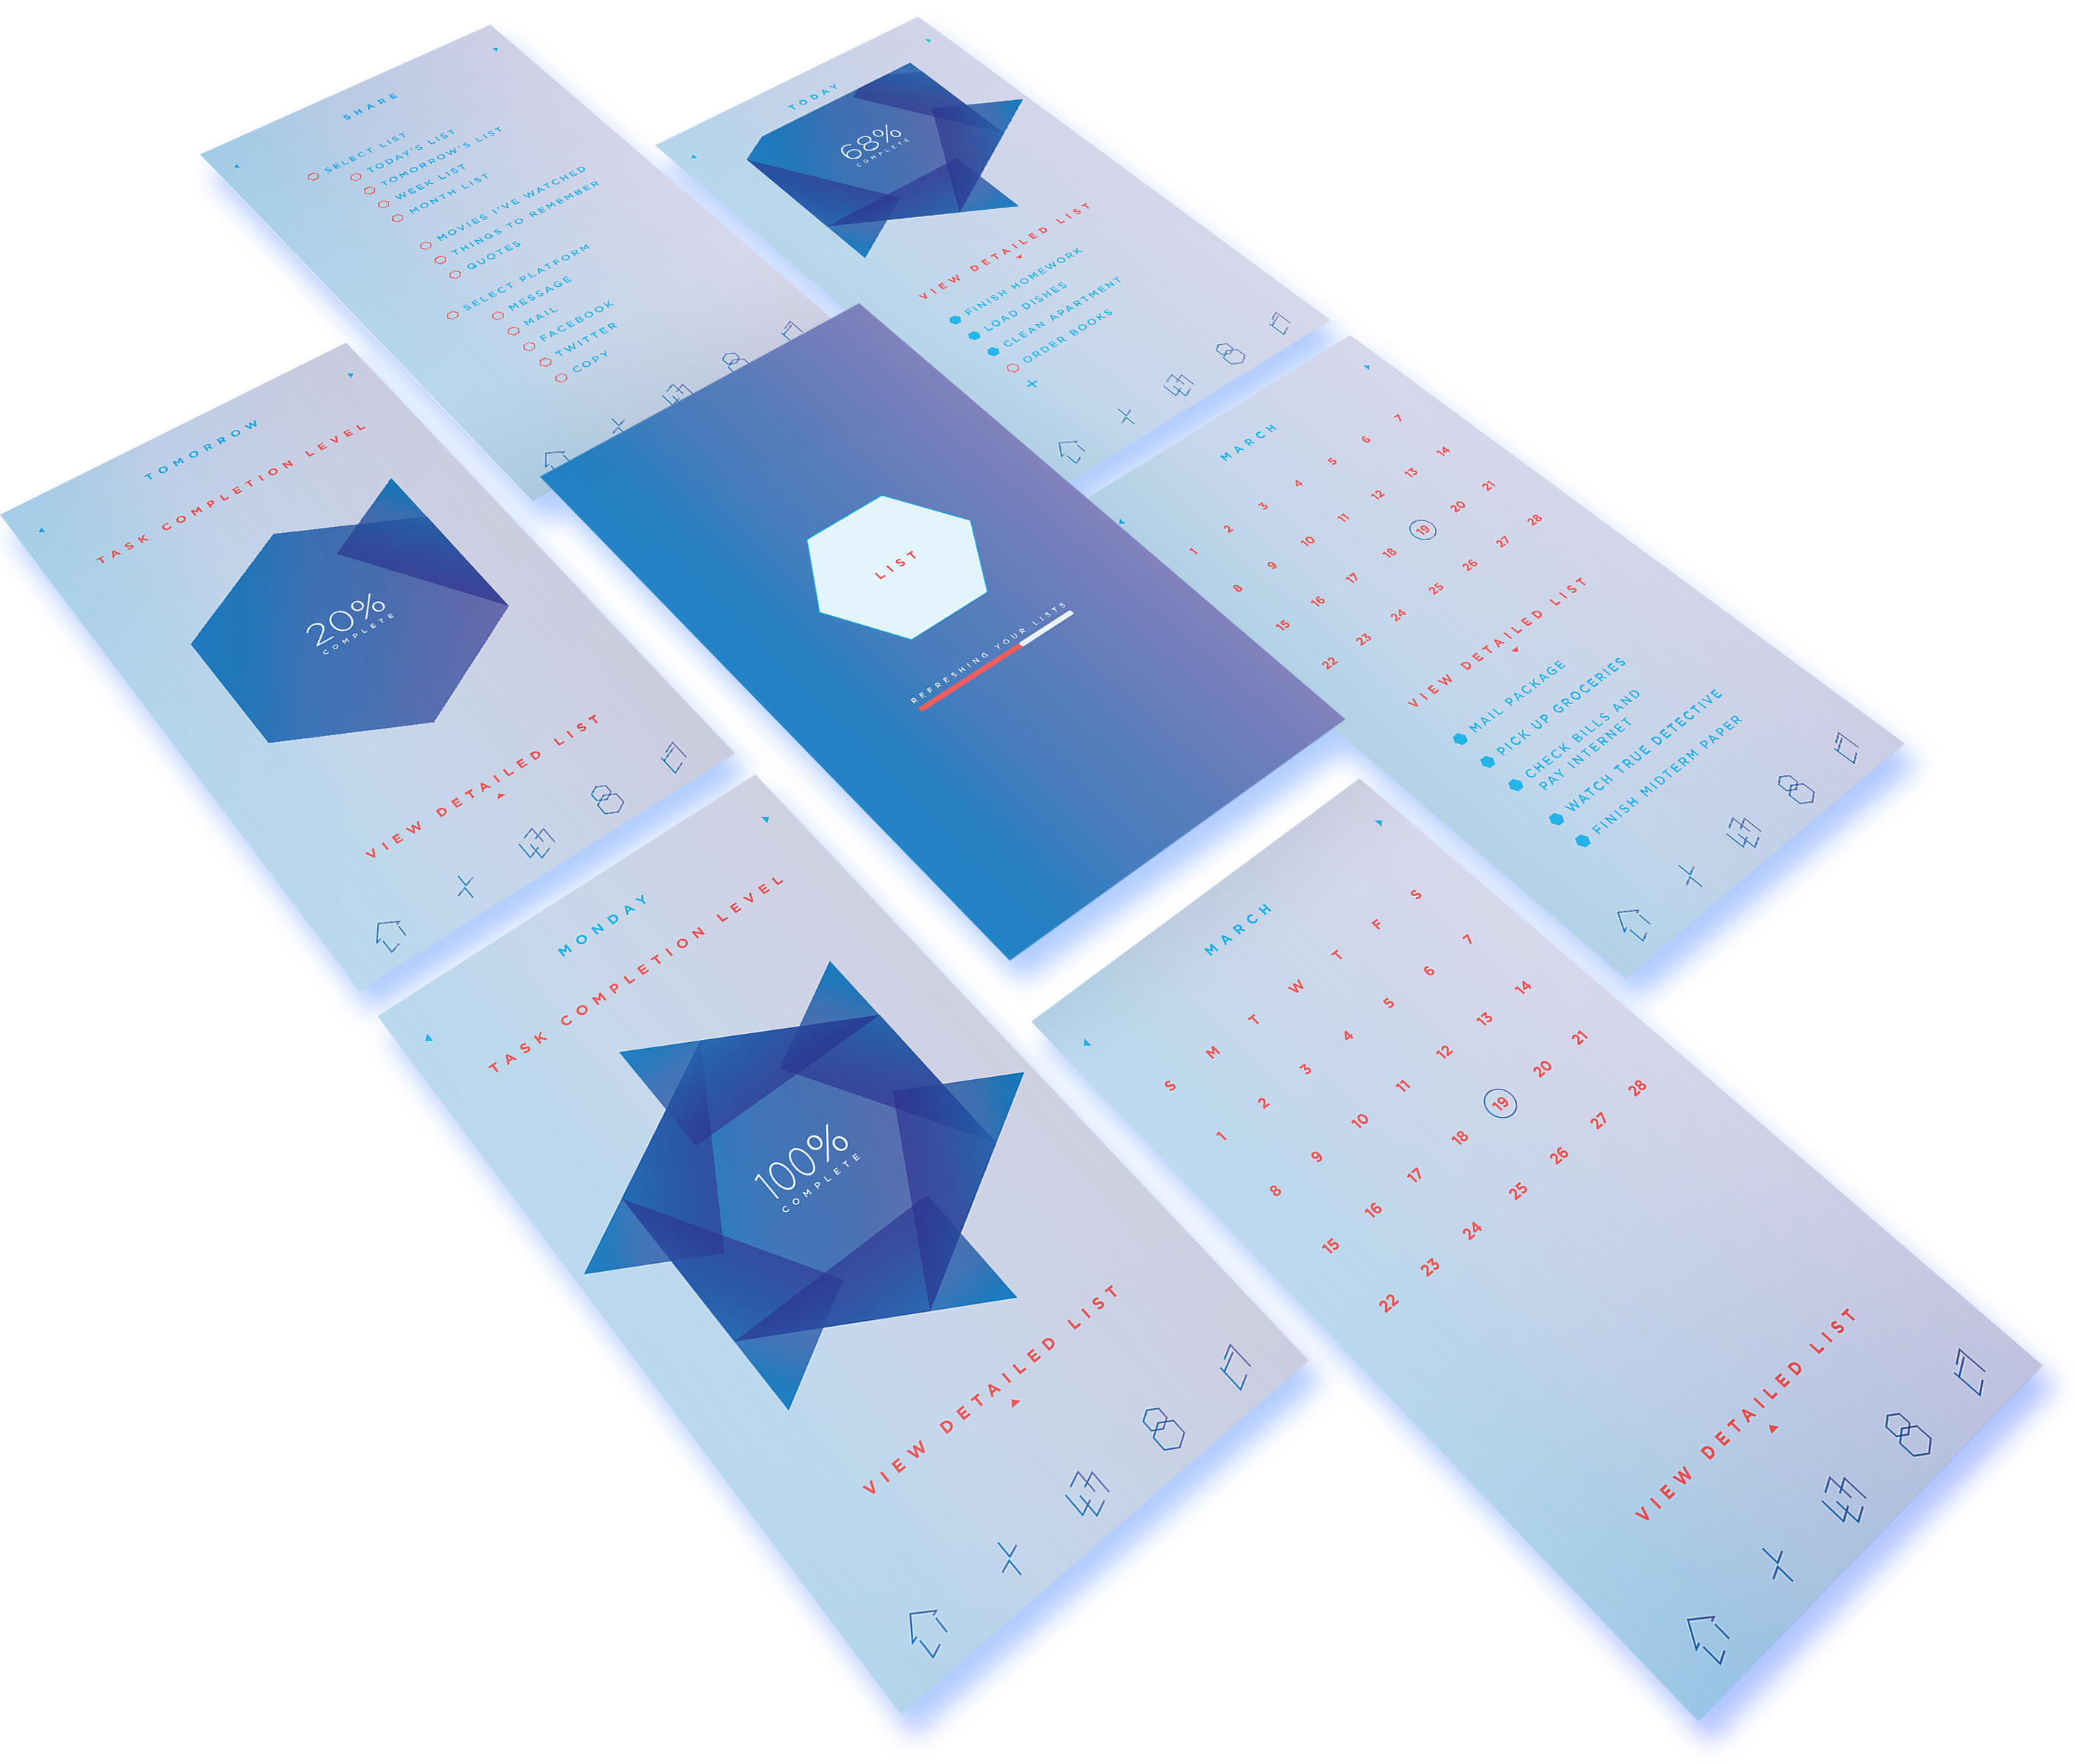 SHARE
SELECT LIST
TODAY'S LIST
TOMORROW'S LIST
WEEK LIST
MONTH LIST
MOVIES I'VE WATCHED
THINGS TO REMEMBER
QUOTES
SELECT PLATFORM
MESSAGE
MAIL
FACEBOOK
TWITTER
COPY
TODAY
68%
COMPLETE
VIEW DETAILED LIST
FINISH HOMEWORK
LOAD DISHES
CLEAN APARTMENT
ORDER BOOKS
TOMORROW
TASK COMPLETION LEVEL
20%
COMPLETE
VIEW DETAILED LIST
LIST
REFRESHING YOUR LISTS
MARCH
1 2 3 4 5 6 7
8 9 10 11 12 13 14
15 16 17 18 19 20 21
22 23 24 25 26 27 28
VIEW DETAILED LIST
MAIL PACKAGE
PICK UP GROCERIES
CHECK BILLS AND
PAY INTERNET
WATCH TRUE DETECTIVE
FINISH MIDTERM PAPER
MONDAY
TASK COMPLETION LEVEL
100%
COMPLETE
VIEW DETAILED LIST
MARCH
S M T W T F S
1 2 3 4 5 6 7
8 9 10 11 12 13 14
15 16 17 18 19 20 21
22 23 24 25 26 27 28
VIEW DETAILED LIST